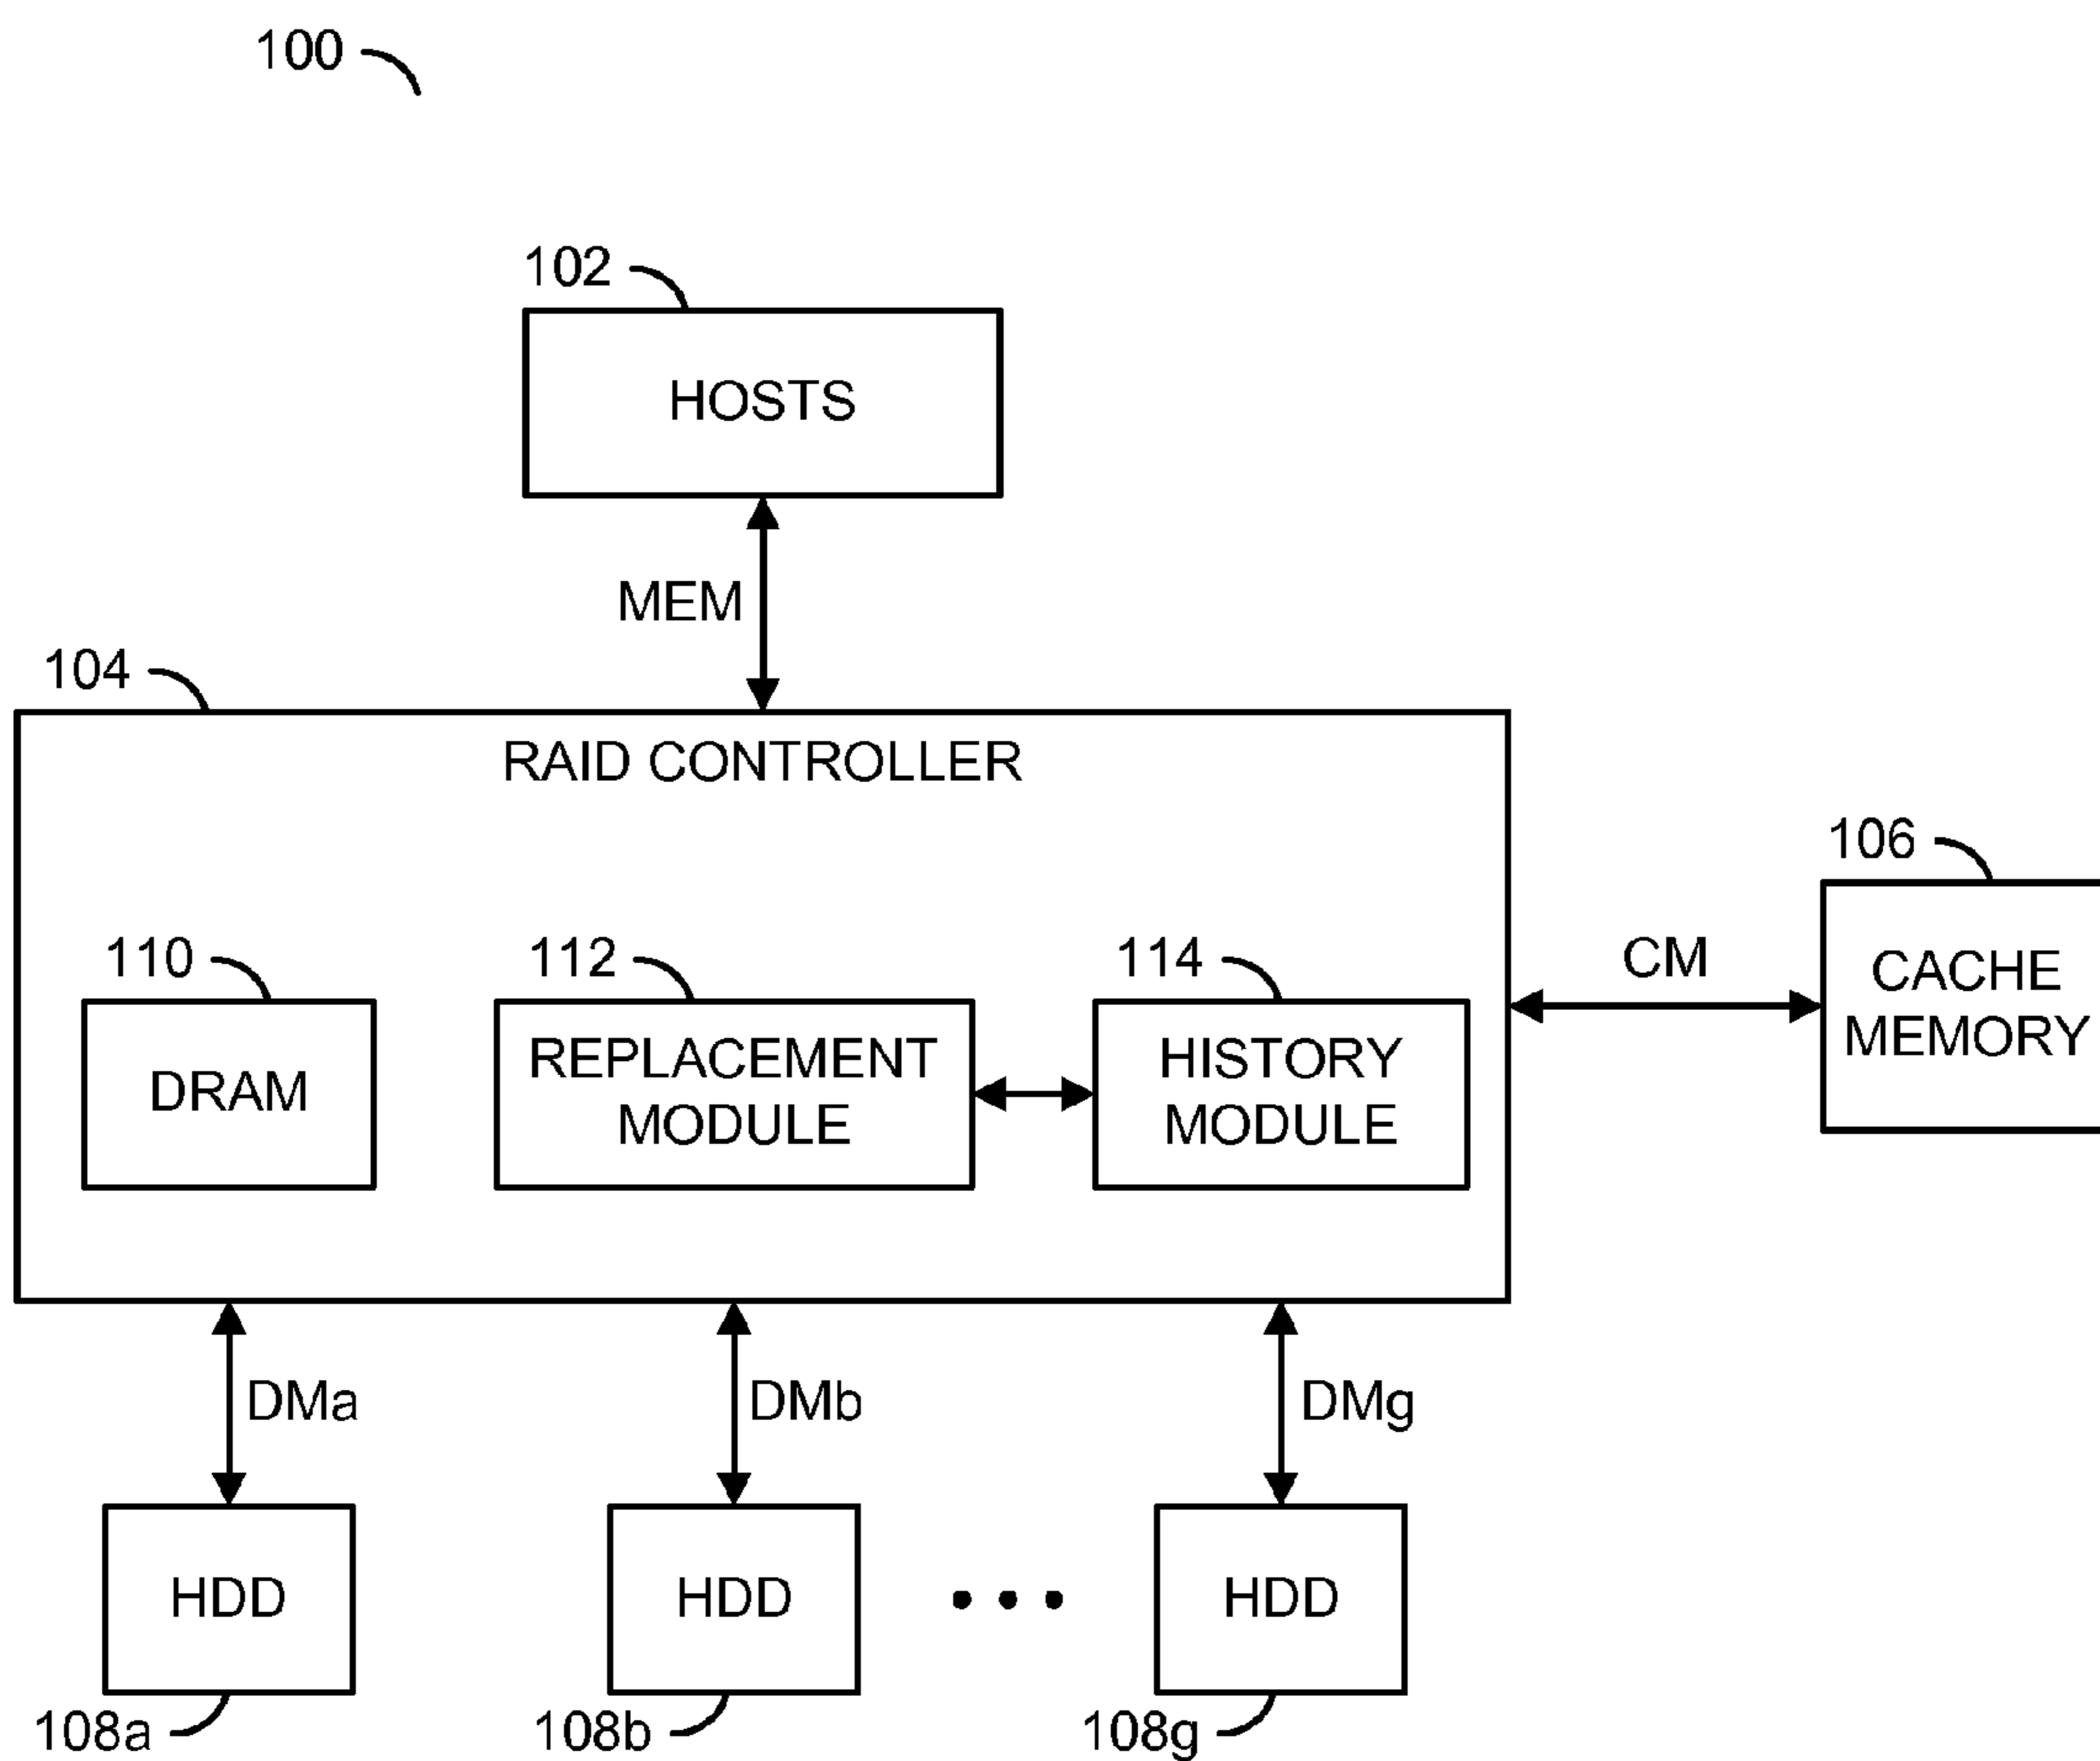 100
102
HOSTS
MEM
104
RAID CONTROLLER
106
CACHE
MEMORY
CM
110
DRAM
112
REPLACEMENT
MODULE
114
HISTORY
MODULE
DMa
DMb
DMg
HDD
HDD
HDD
108a
108b
108g